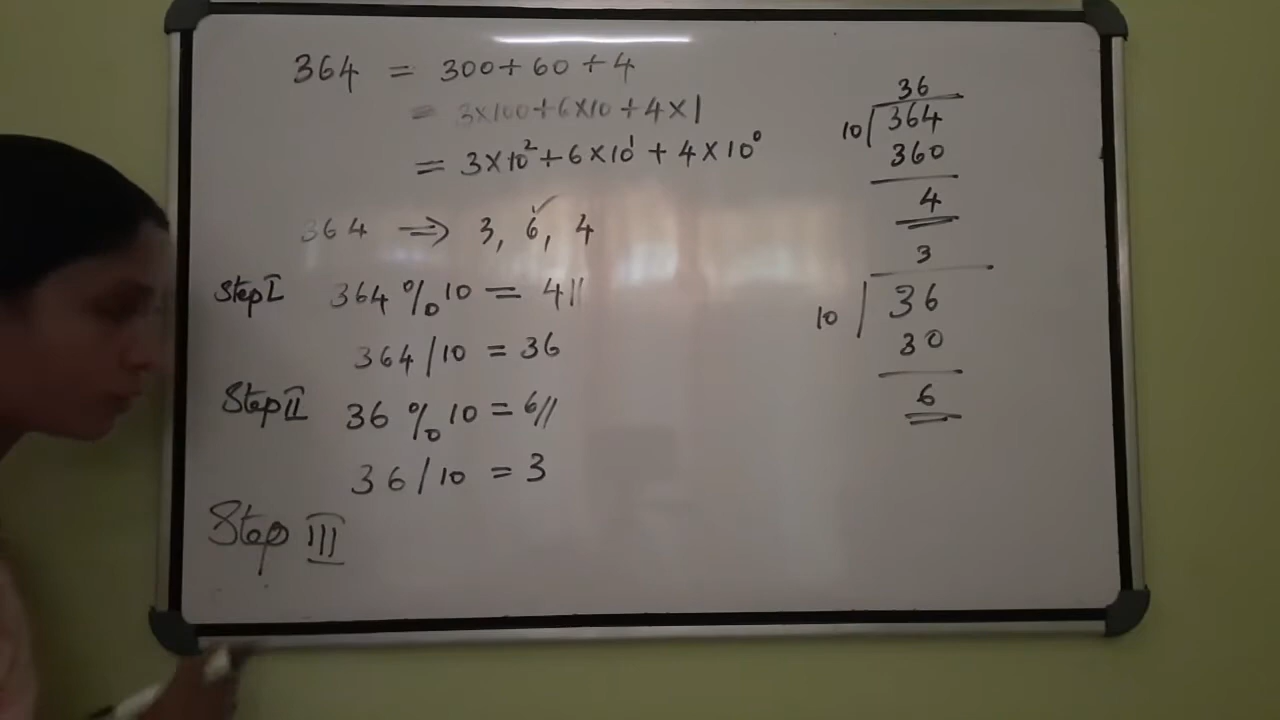 364 = 300 + 60 + 4
= 3×100 + 6×10 + 4×1
= 3×10² + 6×10¹ + 4×10⁰
364 ⇒ 3, 6, 4
Step I 364 % 10 = 4//
364/10 = 36
Step II 36 % 10 = 6//
36/10 = 3
Step III
36
10 364
360
4
3
10 36
30
6